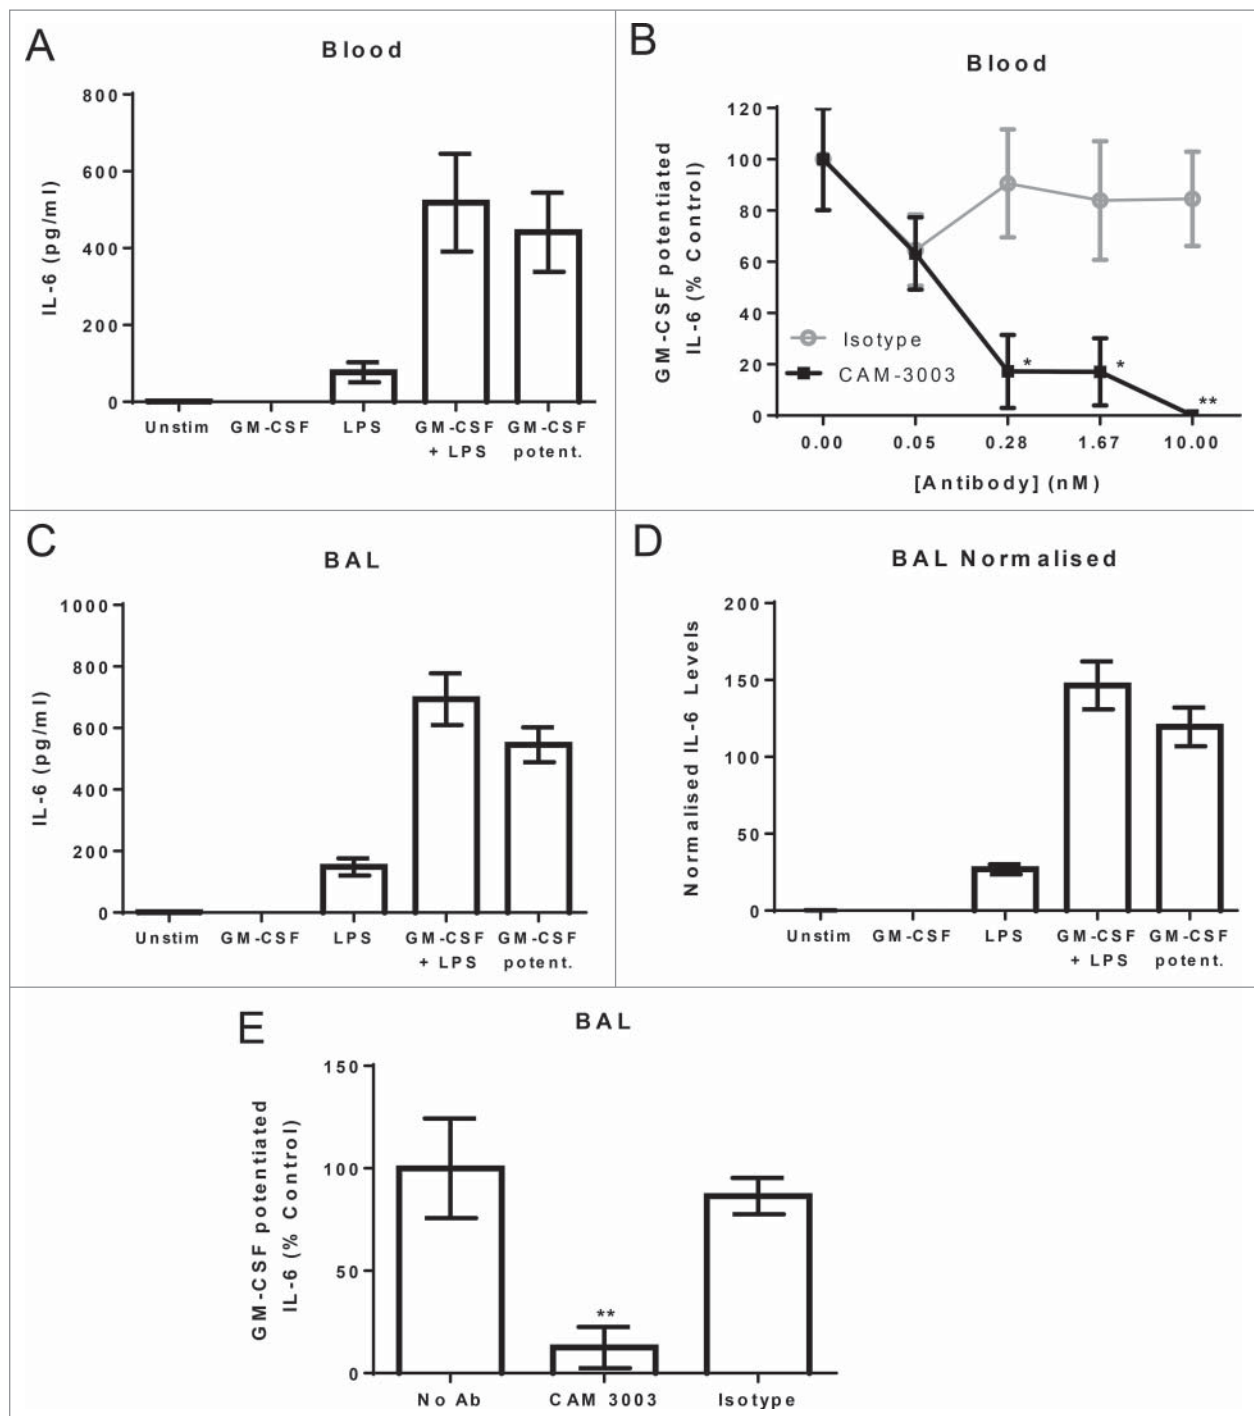 A
Blood
IL-6 (pg/ml)
800
600
400
200
0
Unstim GM-CSF LPS GM-CSF GM-CSF
+ LPS potent.
B
Blood
GM-CSF potentiated
IL-6 (% Control)
120
100
80
60
40
20
0
Isotype
CAM-3003
*
*
**
0.00 0.05 0.28 1.67 10.00
[Antibody] (nM)
C
BAL
IL-6 (pg/ml)
1000
800
600
400
200
0
Unstim GM-CSF LPS GM-CSF GM-CSF
+ LPS potent.
D
BAL Normalised
Normalised IL-6 Levels
200
150
100
50
0
Unstim GM-CSF LPS GM-CSF GM-CSF
+ LPS potent.
E
BAL
GM-CSF potentiated
IL-6 (% Control)
150
100
50
0
**
No Ab CAM 3003 Isotype